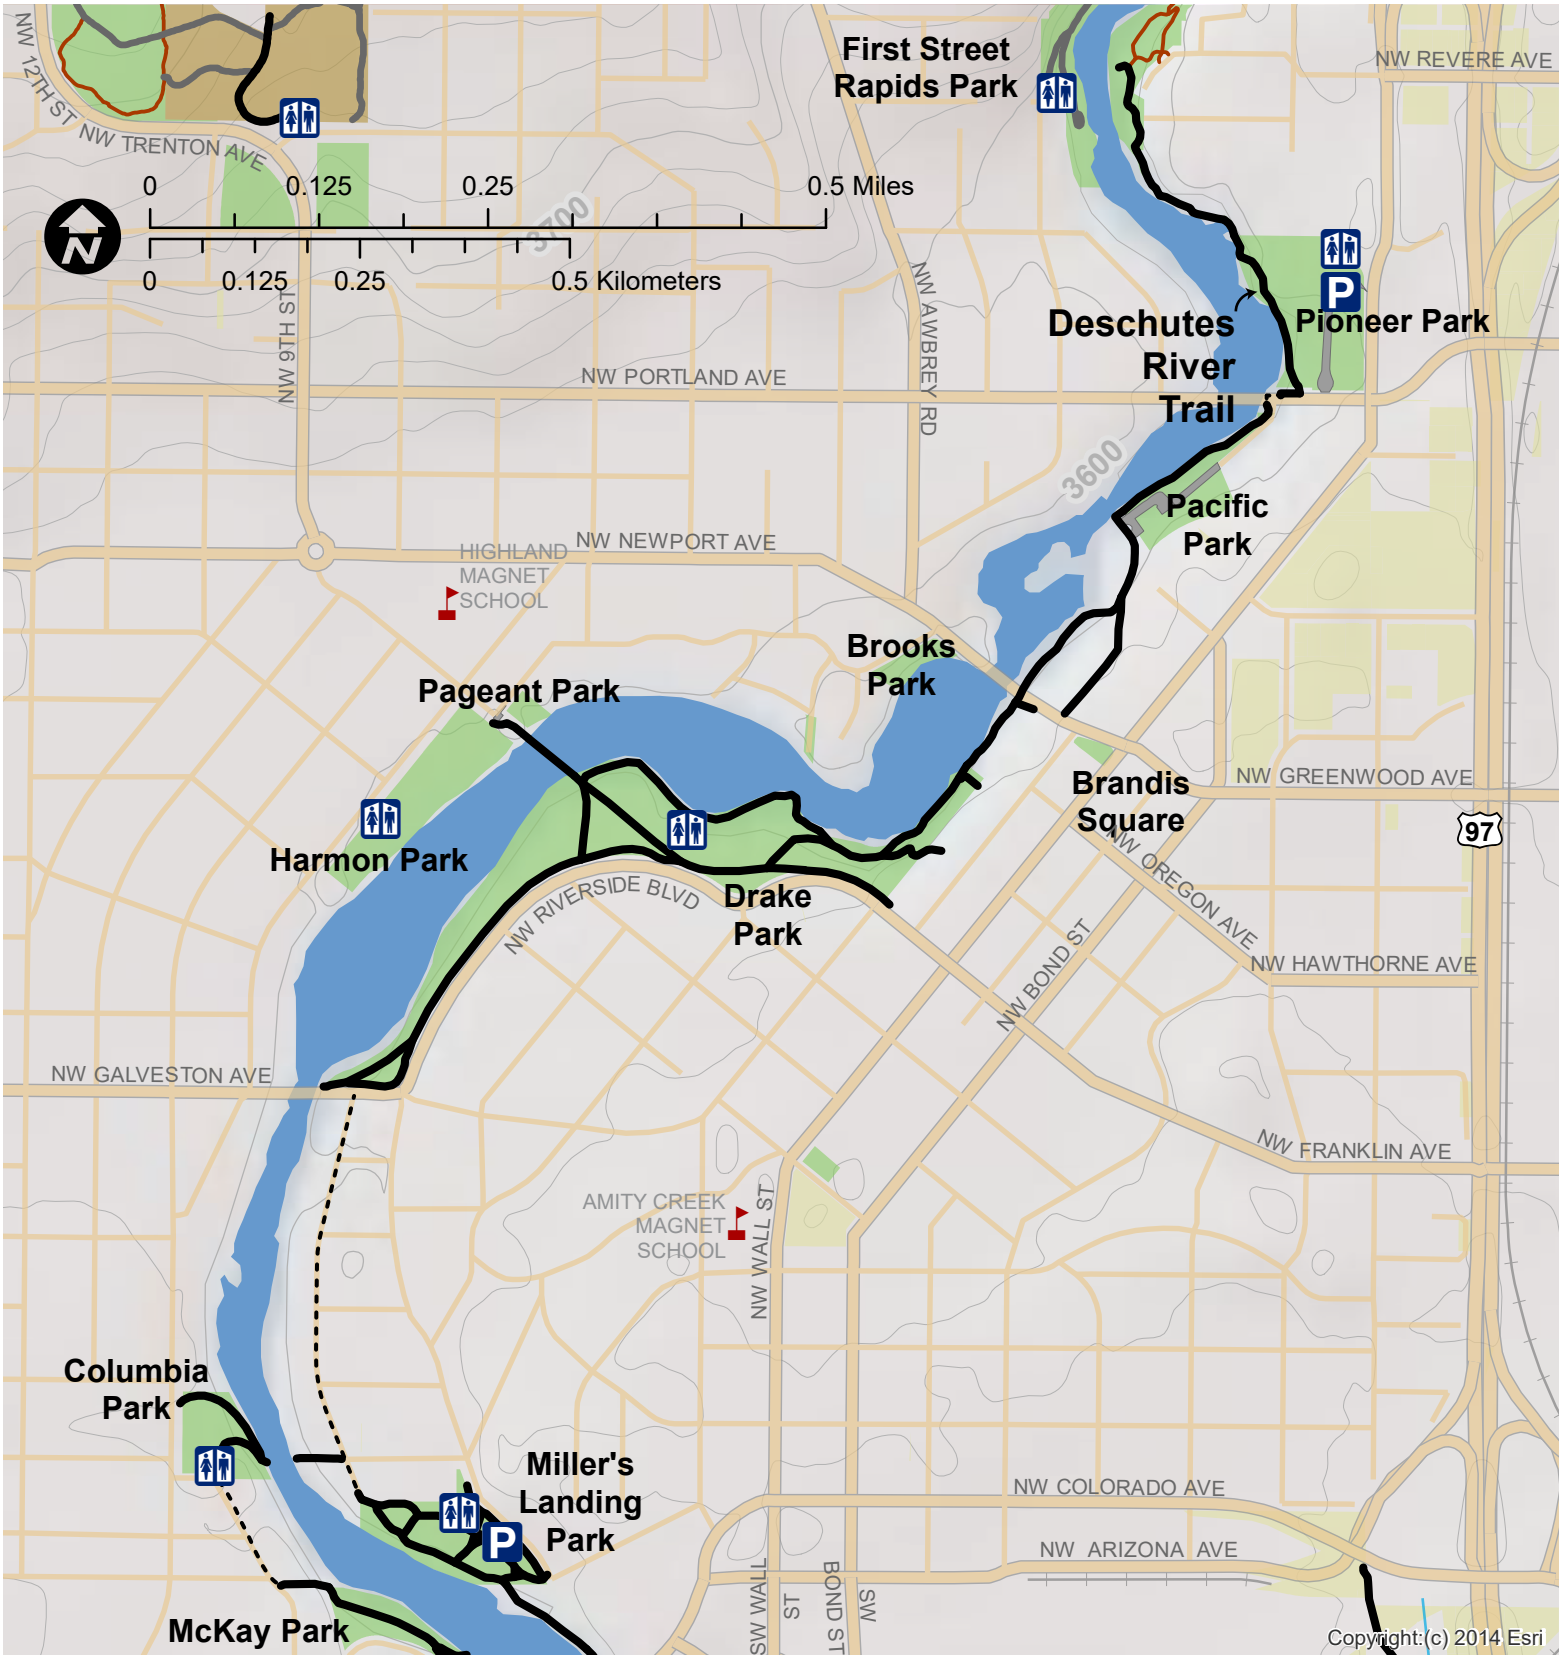 First Street
Rapids Park
NW REVERE AVE
NW 12TH ST
NW TRENTON AVE
0
0.125
0.25
0.5 Miles
3700
N
0
0.125
0.25
0.5 Kilometers
NW 9TH ST
NW AWBREY RD
P
Pioneer Park
Deschutes
River
Trail
NW PORTLAND AVE
3600
Pacific
Park
NW NEWPORT AVE
HIGHLAND
MAGNET
SCHOOL
Brooks
Park
Pageant Park
Brandis
Square
NW GREENWOOD AVE
97
Harmon Park
NW OREGON AVE
NW RIVERSIDE BLVD
Drake
Park
NW BOND ST
NW HAWTHORNE AVE
NW GALVESTON AVE
NW FRANKLIN AVE
AMITY CREEK
MAGNET
SCHOOL
NW WALL ST
Columbia
Park
Miller's
Landing
Park
P
NW COLORADO AVE
NW ARIZONA AVE
SW WALL
ST
BOND ST
SW
McKay Park
Copyright:(c) 2014 Esri